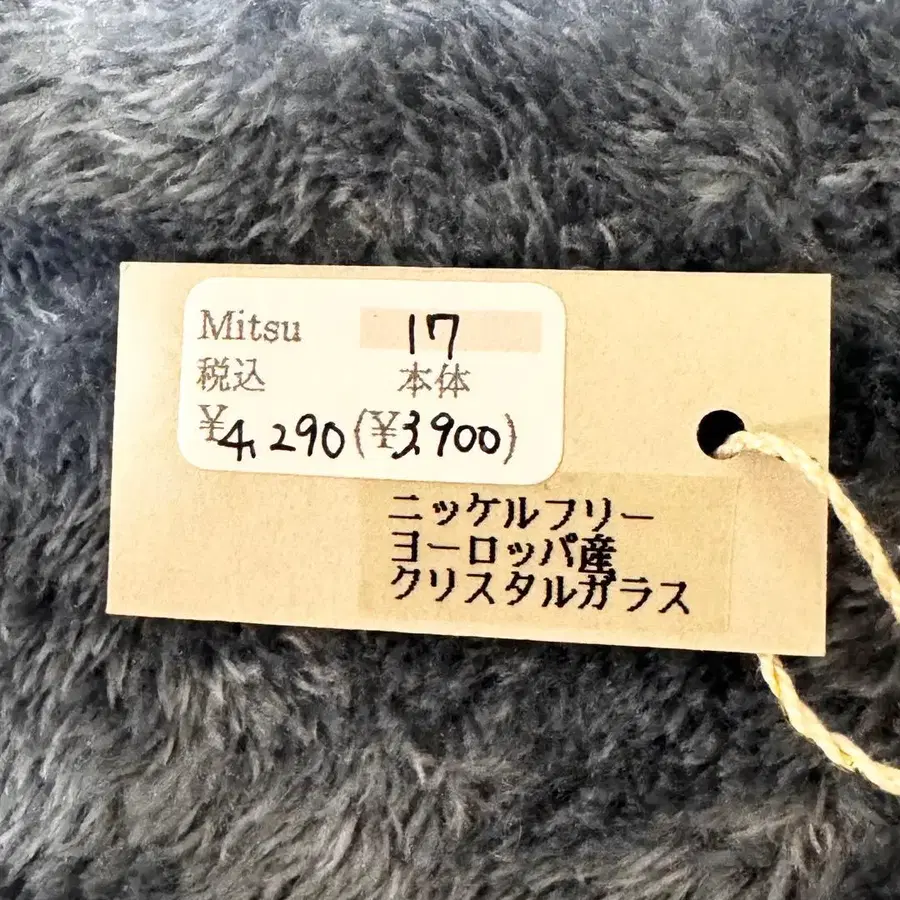 Mitsu 17
税込 本体
¥4,290(¥3,900)
ニッケルフリー
ヨーロッパ産
クリスタルガラス